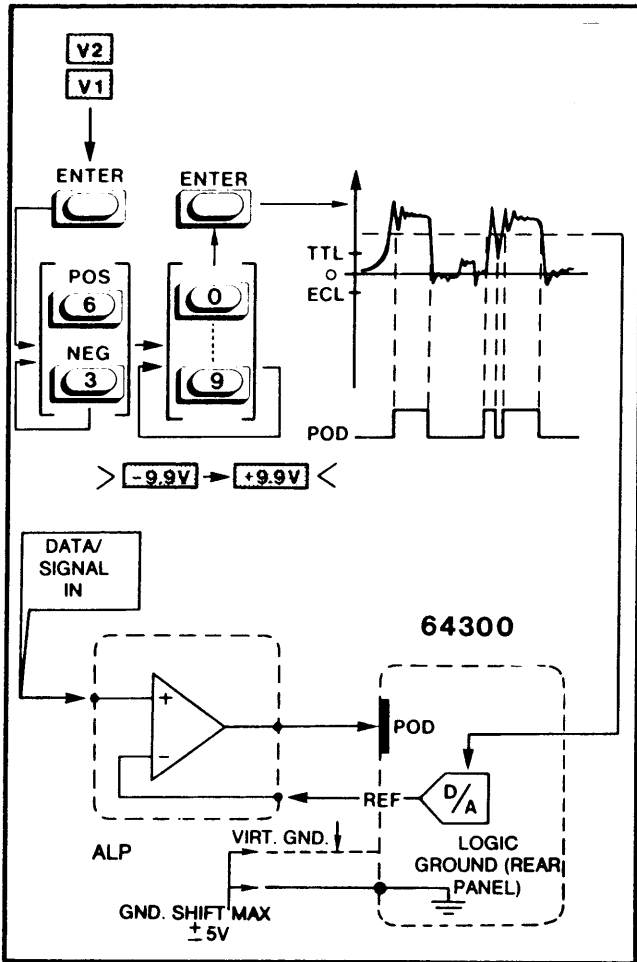 V2
V1
ENTER
ENTER
POS
6
NEG
3
0
9
TTL
0
ECL
POD
> -9.9V → +9.9V <
DATA/
SIGNAL
IN
64300
+
−
POD
REF
D/A
ALP
VIRT. GND.
LOGIC
GROUND (REAR
PANEL)
GND. SHIFT MAX
± 5V